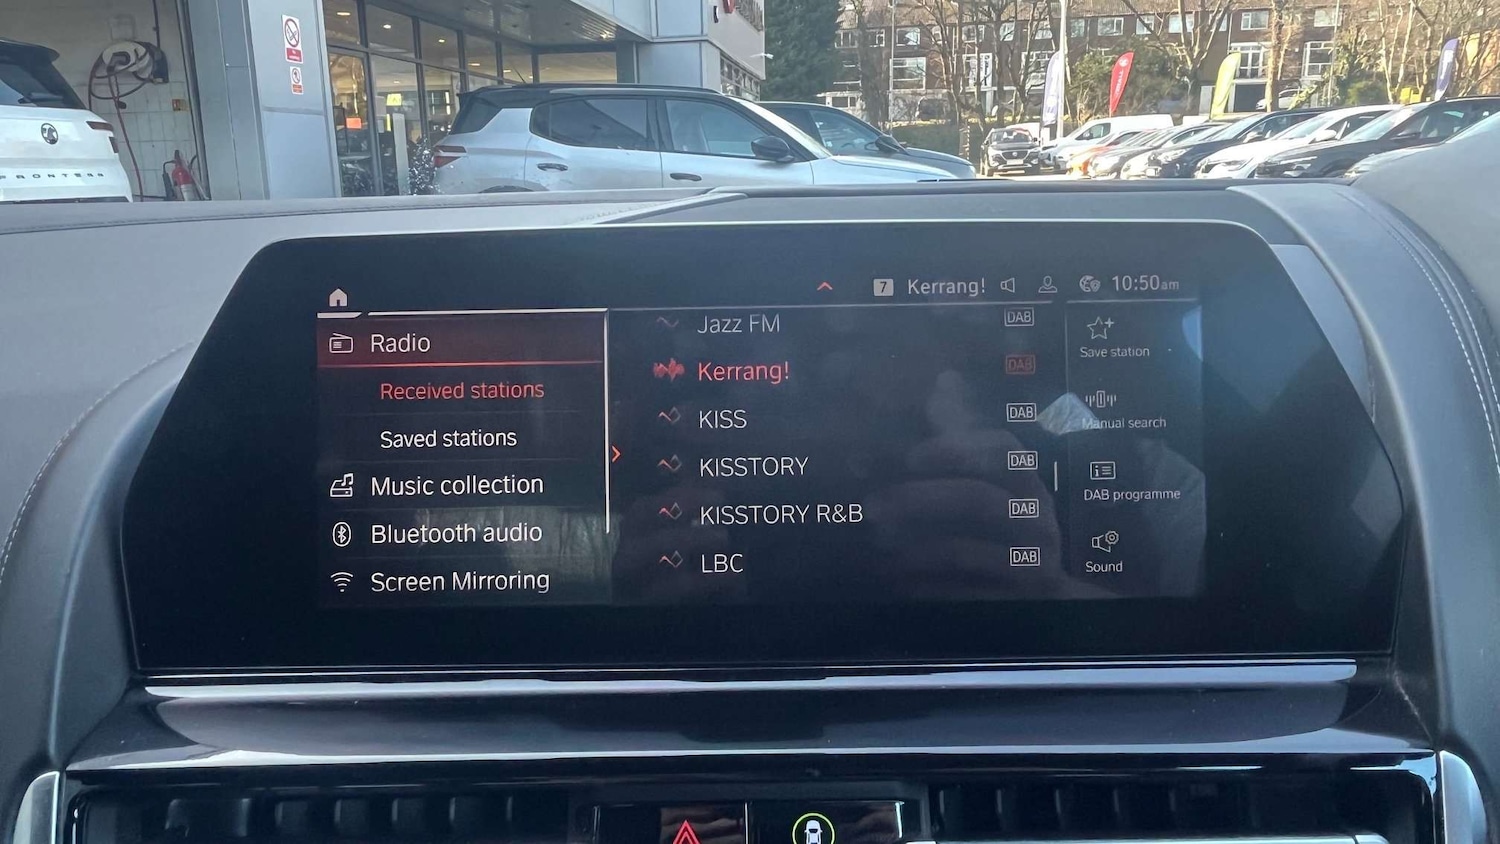 FRONTERA
7 Kerrang! 10:50am
Radio
Received stations
Saved stations
Music collection
Bluetooth audio
Screen Mirroring
Jazz FM DAB
Kerrang! DAB
KISS DAB
KISSTORY DAB
KISSTORY R&B DAB
LBC DAB
Save station
Manual search
DAB programme
Sound